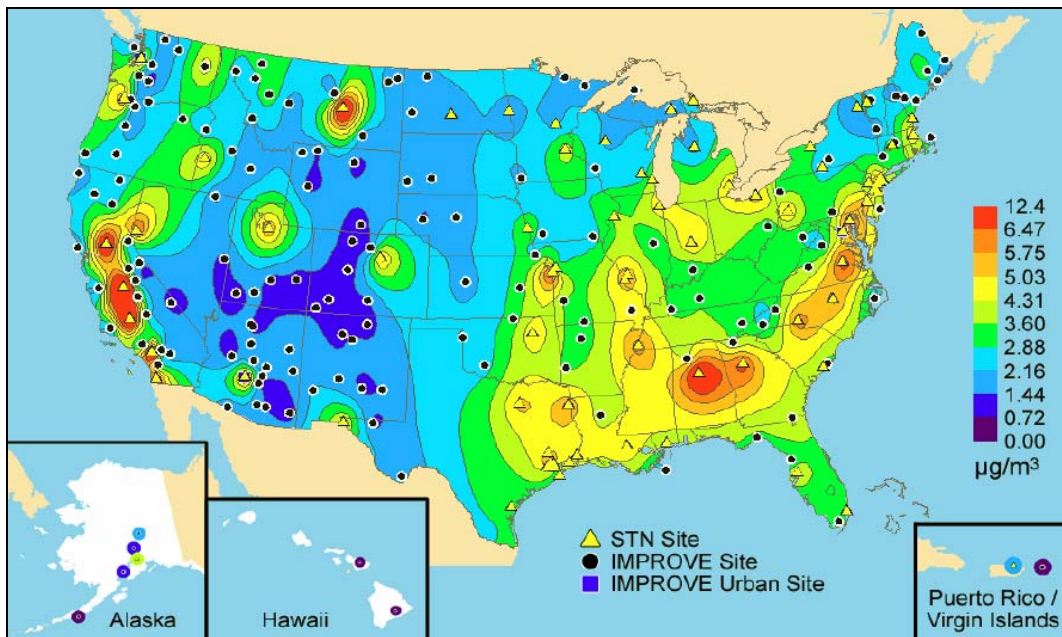 12.4
6.47
5.75
5.03
4.31
3.60
2.88
2.16
1.44
0.72
0.00
µg/m³
STN Site
IMPROVE Site
IMPROVE Urban Site
Alaska
Hawaii
Puerto Rico /
Virgin Islands